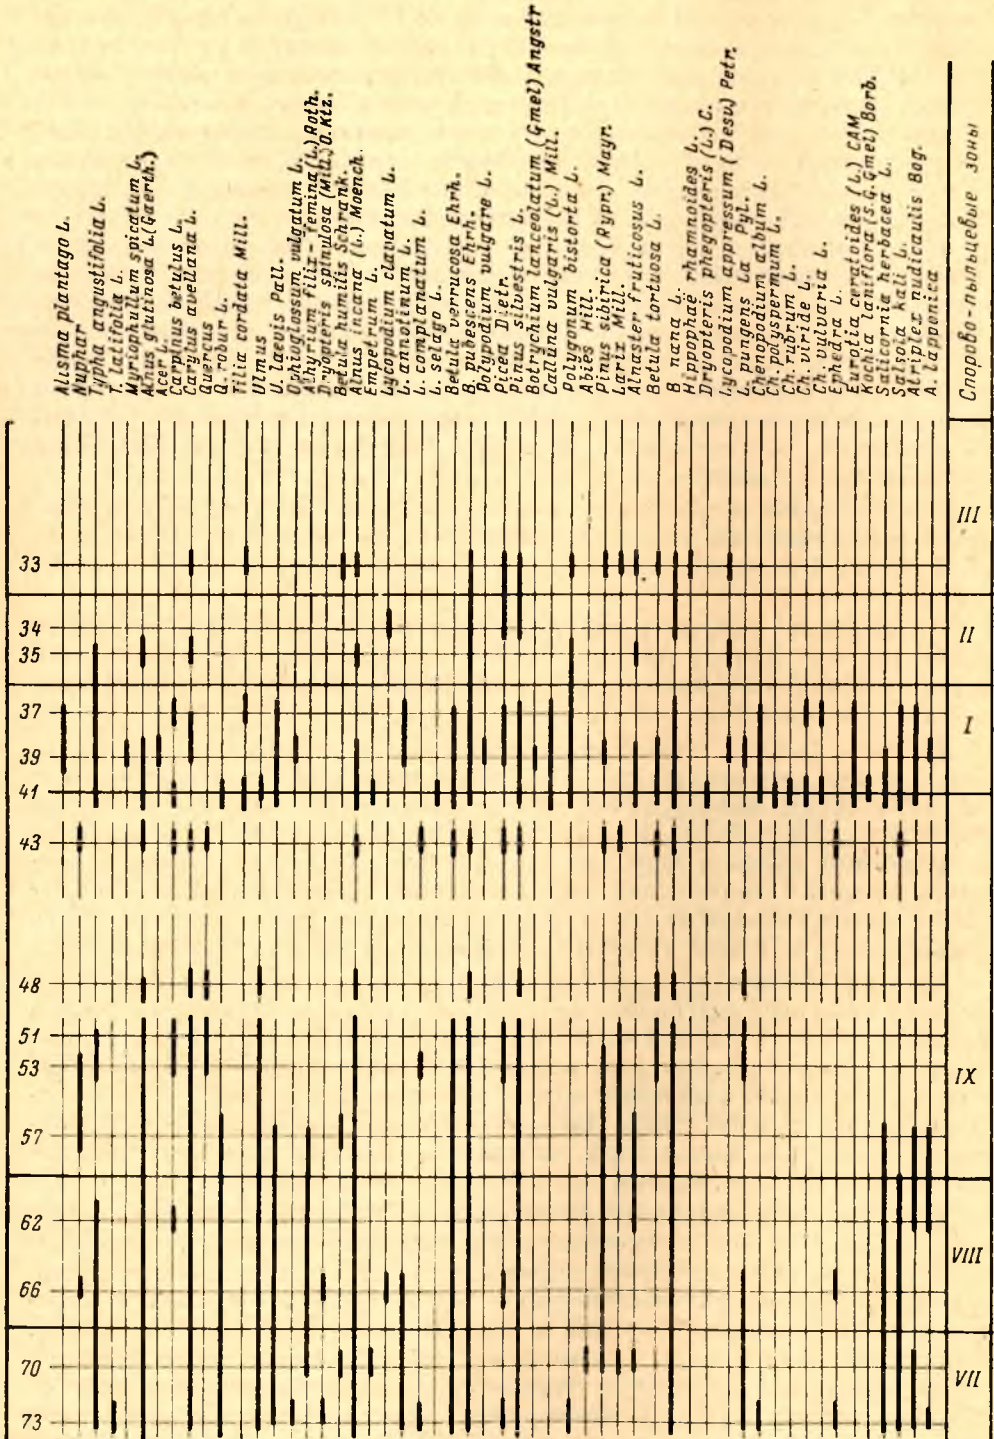 Alisma plantago L.
Nuphar
Typha angustifolia L.
T. latifolia L.
Myriophullum spicatum L.
Alnus glutinosa L.(Gaerth.)
Acer L.
Carpinus betulus L.
Corylus avellana L.
Quercus
Q. robur L.
Tilia cordata Mill.
Ulmus
U. laevis Pall.
Ophioglossum vulgatum L.
Athyrium filix-femina (L.) Roth.
Dryopteris spinulosa (Mill.) O. Ktz.
Betula humilis Schrank.
Alnus incana (L.) Moench.
Empetrum L.
Lycopodium clavatum L.
L. annotinum L.
L. complanatum L.
L. selago L.
Betula verrucosa Ehrh.
B. pubescens Ehrh.
Polypodium vulgare L.
Picea Dietr.
Pinus silvestris L.
Botrychium lanceolatum (Gmel) Angstr
Calluna vulgaris (L.) Mill.
Polygonum bistorta L.
Abies Hill.
Pinus sibirica (Rypr.) Mayr.
Larix Mill.
Alnaster fruticosus L.
Betula tortuosa L.
B. nana L.
Hippophaë rhamnoides L.
Dryopteris phegopteris (L.) C.
Lycopodium appressum (Desv.) Petr.
L. pungens La Pyl.
Chenopodium album L.
Ch. polyspermum L.
Ch. rubrum L.
Ch. viride L.
Ch. vulvaria L.
Ephedra L.
Eurotia ceratoides (L.) CAM
Kochia laniflora (S.G. Gmel) Borb.
Salicornia herbacea L.
Salsola kali L.
Atriplex nudicaulis Bog.
A. lapponica
Спорово-пыльцевые зоны
III
33
34
II
35
37
I
39
41
43
48
51
53
IX
57
62
VIII
66
70
VII
73